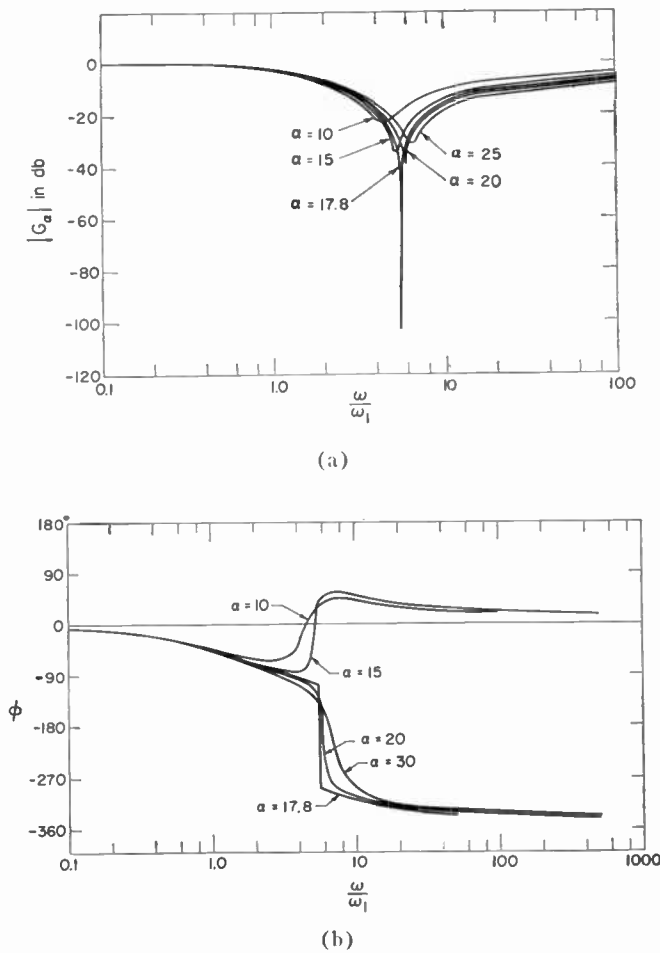 0
-20
-40
-60
-80
-100
-120
|Gα| in db
α = 10
α = 15
α = 17.8
α = 25
α = 20
0.1
1.0
10
100
ω/ω₁
(a)
180°
90
0
-90
-180
-270
-360
ϕ
α = 10
α = 15
α = 20
α = 30
α = 17.8
0.1
1.0
10
100
1000
ω/ω₁
(b)